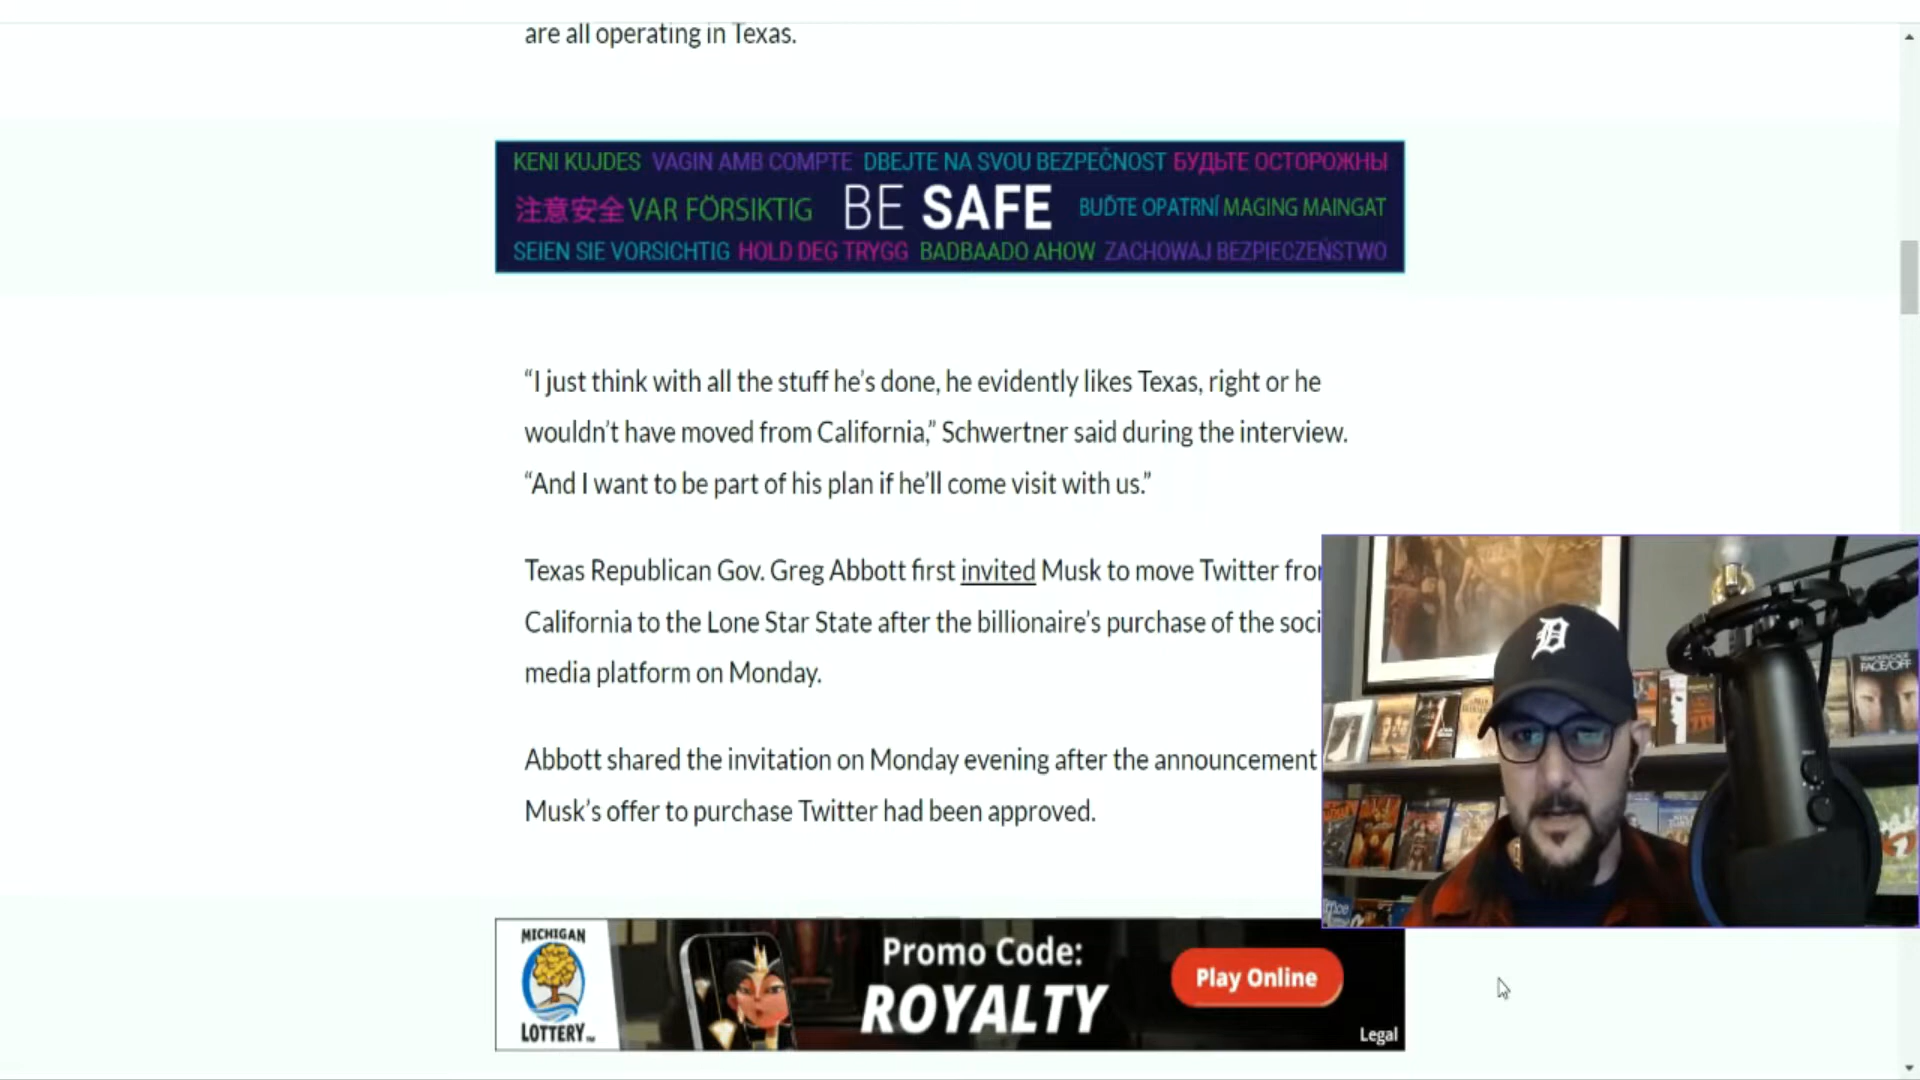 are all operating in Texas.
KENI KUJDES VAGIN AMB COMPTE DBEJTE NA SVOU BEZPEČNOST БУДЬТЕ ОСТОРОЖНЫ
注意安全 VAR FÖRSIKTIG BE SAFE BUĎTE OPATRNÍ MAGING MAINGAT
SEIEN SIE VORSICHTIG HOLD DEG TRYGG BADBAADO AHOW ZACHOWAJ BEZPIECZEŃSTWO
“I just think with all the stuff he’s done, he evidently likes Texas, right or he
wouldn’t have moved from California,” Schwertner said during the interview.
“And I want to be part of his plan if he’ll come visit with us.”
Texas Republican Gov. Greg Abbott first invited Musk to move Twitter
California to the Lone Star State after the billionaire’s purchase of the
media platform on Monday.
Abbott shared the invitation on Monday evening after the announcement
Musk’s offer to purchase Twitter had been approved.
D
FACE/OFF
MICHIGAN
LOTTERY
Promo Code:
ROYALTY
Play Online
Legal